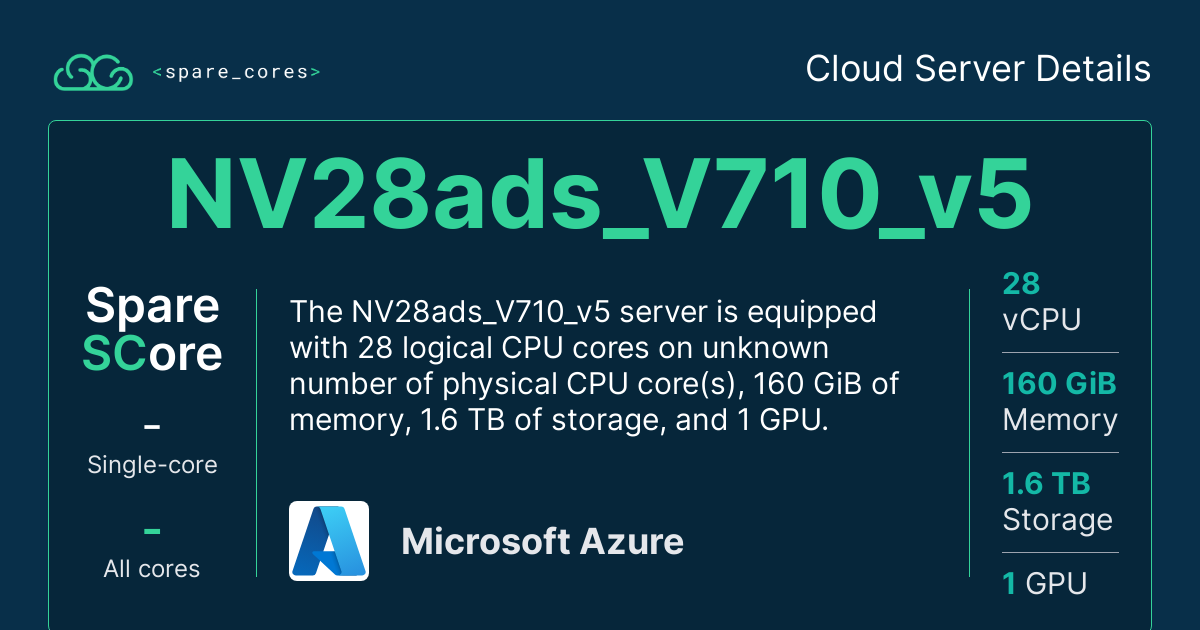 <spare_cores>
Cloud Server Details
NV28ads_V710_v5
Spare
SCore
-
Single-core
-
All cores
The NV28ads_V710_v5 server is equipped
with 28 logical CPU cores on unknown
number of physical CPU core(s), 160 GiB of
memory, 1.6 TB of storage, and 1 GPU.
Microsoft Azure
28
vCPU
160 GiB
Memory
1.6 TB
Storage
1 GPU